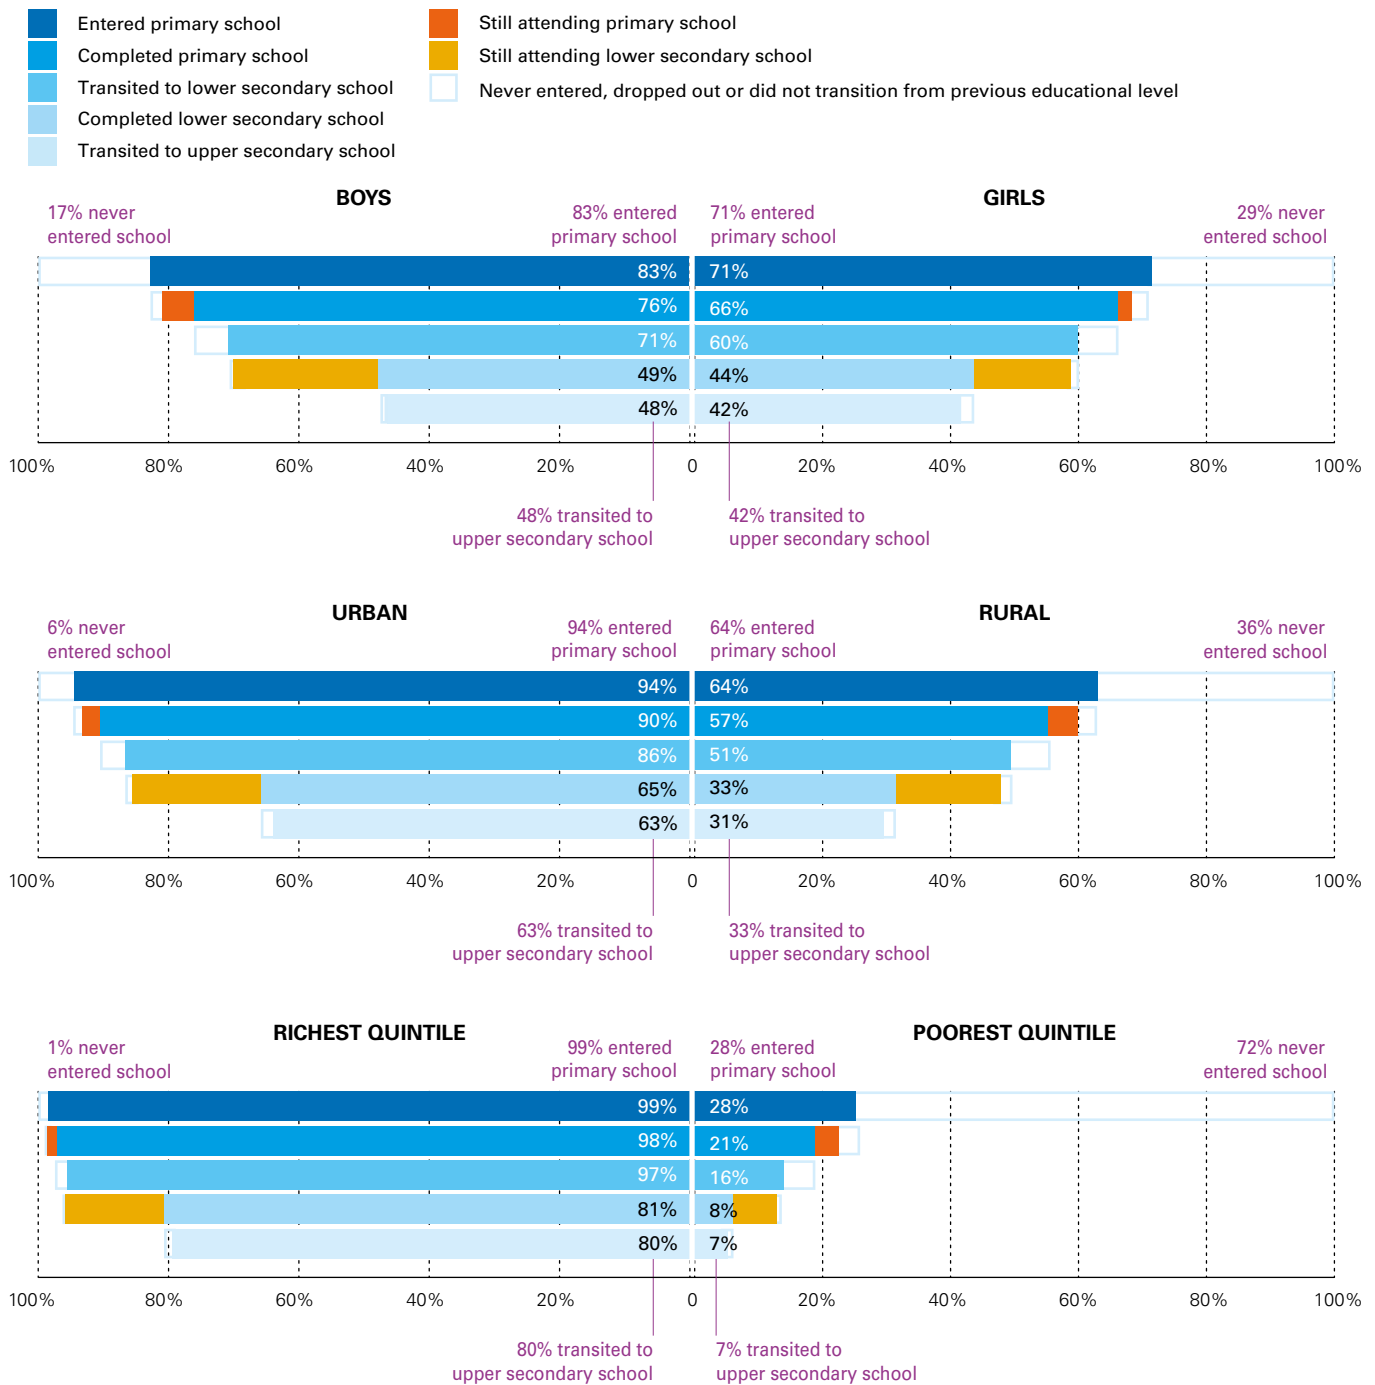 Entered primary school
Completed primary school
Transited to lower secondary school
Completed lower secondary school
Transited to upper secondary school
Still attending primary school
Still attending lower secondary school
Never entered, dropped out or did not transition from previous educational level
BOYS
17% never
entered school
83% entered
primary school
GIRLS
71% entered
primary school
29% never
entered school
83% 71%
76% 66%
71% 60%
49% 44%
48% 42%
100% 80% 60% 40% 20% 0 20% 40% 60% 80% 100%
48% transited to
upper secondary school
42% transited to
upper secondary school
URBAN
6% never
entered school
94% entered
primary school
RURAL
64% entered
primary school
36% never
entered school
94% 64%
90% 57%
86% 51%
65% 33%
63% 31%
100% 80% 60% 40% 20% 0 20% 40% 60% 80% 100%
63% transited to
upper secondary school
33% transited to
upper secondary school
RICHEST QUINTILE
1% never
entered school
99% entered
primary school
POOREST QUINTILE
28% entered
primary school
72% never
entered school
99% 28%
98% 21%
97% 16%
81% 8%
80% 7%
100% 80% 60% 40% 20% 0 20% 40% 60% 80% 100%
80% transited to
upper secondary school
7% transited to
upper secondary school